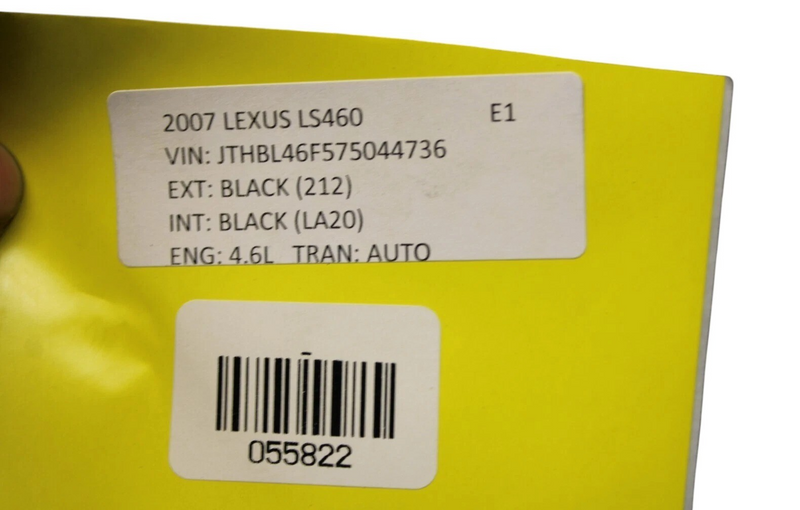 2007 LEXUS LS460 E1
VIN: JTHBL46F575044736
EXT: BLACK (212)
INT: BLACK (LA20)
ENG: 4.6L TRAN: AUTO
055822